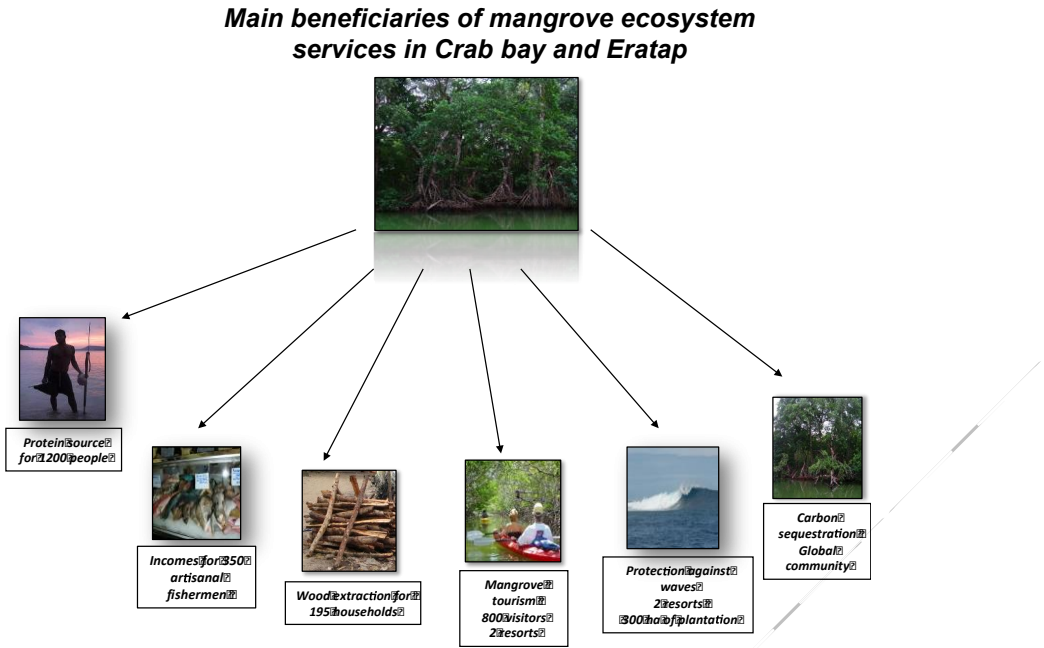 Main beneficiaries of mangrove ecosystem
services in Crab bay and Eratap
Protein source
for 1200 people
Incomes for 350
artisanal
fishermen
Wood extraction for
195 households
Mangrove
tourism
800 visitors
2 resorts
Protection against
waves
2 resorts
300 ha of plantation
Carbon
sequestration
Global
community